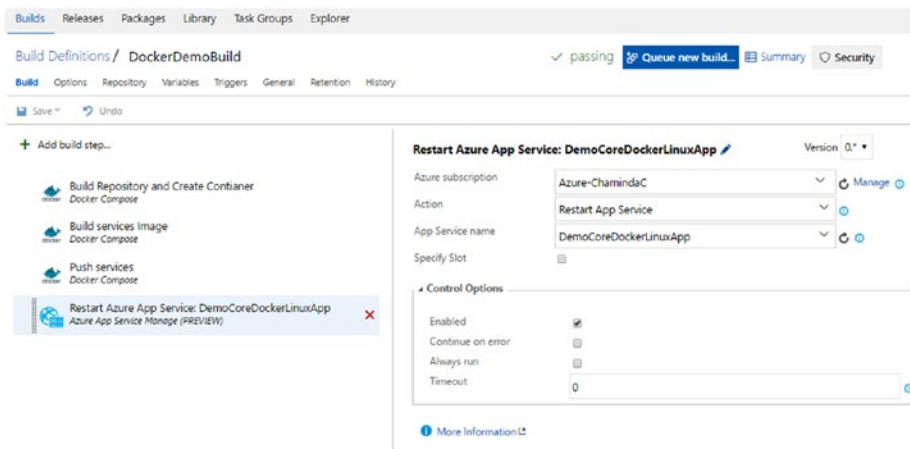 Builds Releases Packages Library Task Groups Explorer
Build Definitions / DockerDemoBuild
passing Queue new build... Summary Security
Build Options Repository Variables Triggers General Retention History
Save Undo
Add build step...
Build Repository and Create Contianer
Docker Compose
Build services Image
Docker Compose
Push services
Docker Compose
Restart Azure App Service: DemoCoreDockerLinuxApp
Azure App Service Manage (PREVIEW)
Restart Azure App Service: DemoCoreDockerLinuxApp Version 0.*
Azure subscription Azure-ChamindaC Manage
Action Restart App Service
App Service name DemoCoreDockerLinuxApp
Specify Slot
Control Options
Enabled
Continue on error
Always run
Timeout 0
More Information